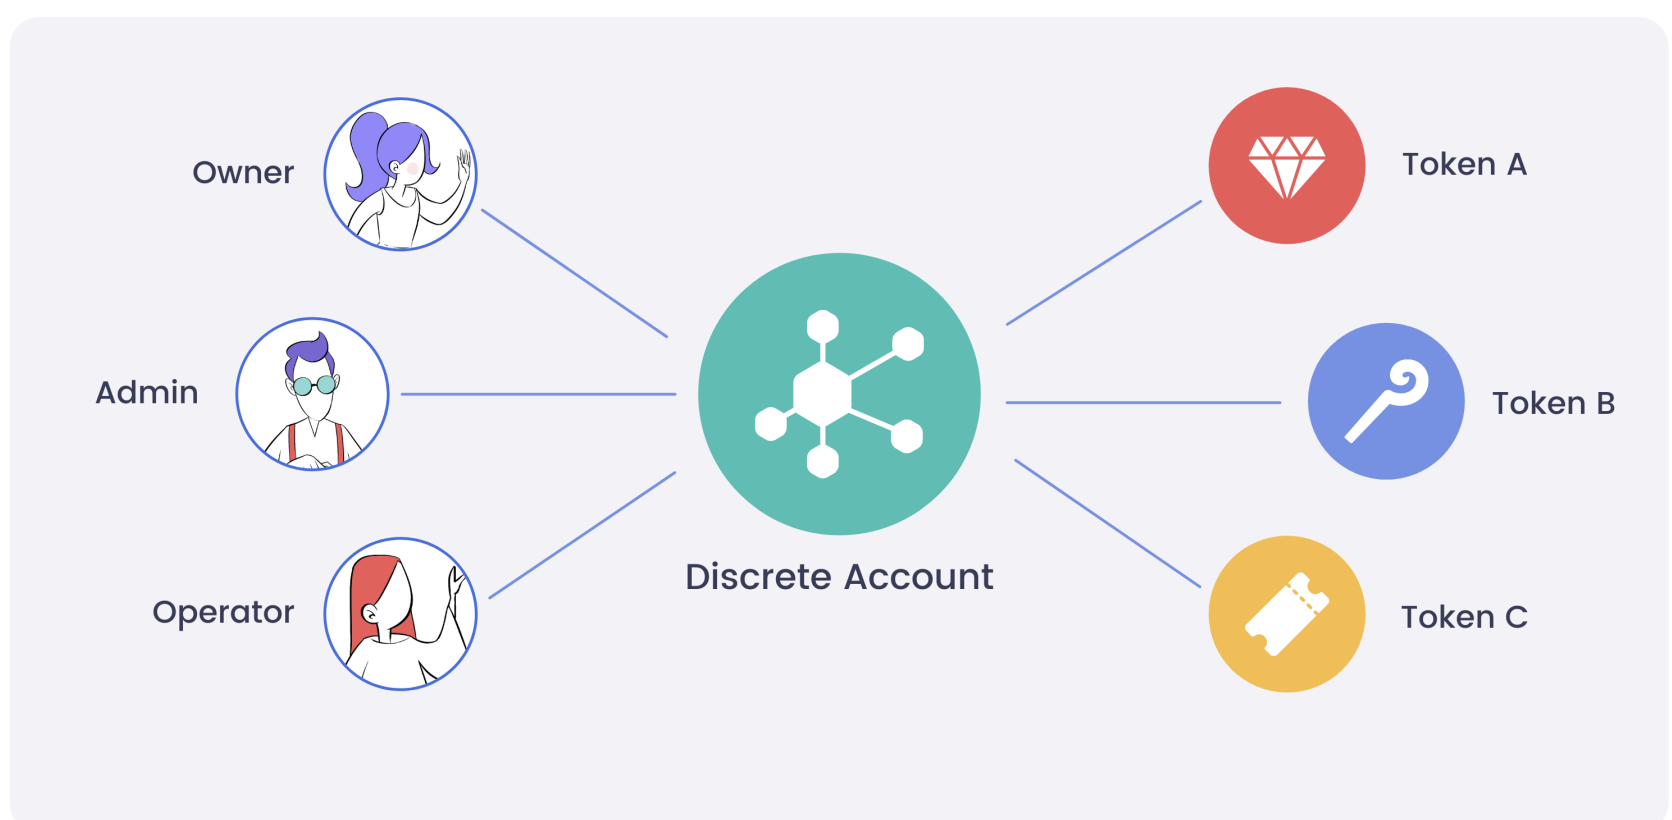 Owner
Admin
Operator
Discrete Account
Token A
Token B
Token C